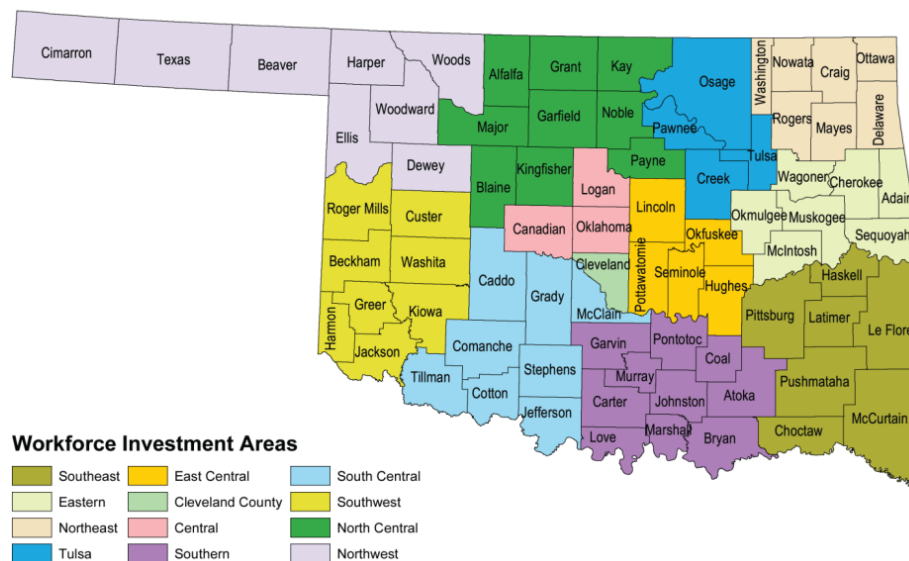 Cimarron
Texas
Beaver
Harper
Woods
Alfalfa
Grant
Kay
Osage
Washington
Nowata
Craig
Ottawa
Ellis
Woodward
Major
Garfield
Noble
Pawnee
Tulsa
Rogers
Mayes
Delaware
Dewey
Blaine
Kingfisher
Logan
Payne
Creek
Wagoner
Cherokee
Adair
Roger Mills
Custer
Canadian
Oklahoma
Lincoln
Okfuskee
Okmulgee
Muskogee
McIntosh
Sequoyah
Beckham
Washita
Caddo
Grady
Cleveland
McClain
Pottawatomie
Seminole
Hughes
Haskell
Pittsburg
Latimer
Le Flore
Harmon
Greer
Kiowa
Jackson
Comanche
Tillman
Cotton
Stephens
Jefferson
Garvin
Murray
Carter
Love
Pontotoc
Coal
Johnston
Atoka
Marshall
Bryan
Pushmataha
Choctaw
McCurtain
Workforce Investment Areas
Southeast
Eastern
Northeast
Tulsa
East Central
Cleveland County
Central
Southern
South Central
Southwest
North Central
Northwest